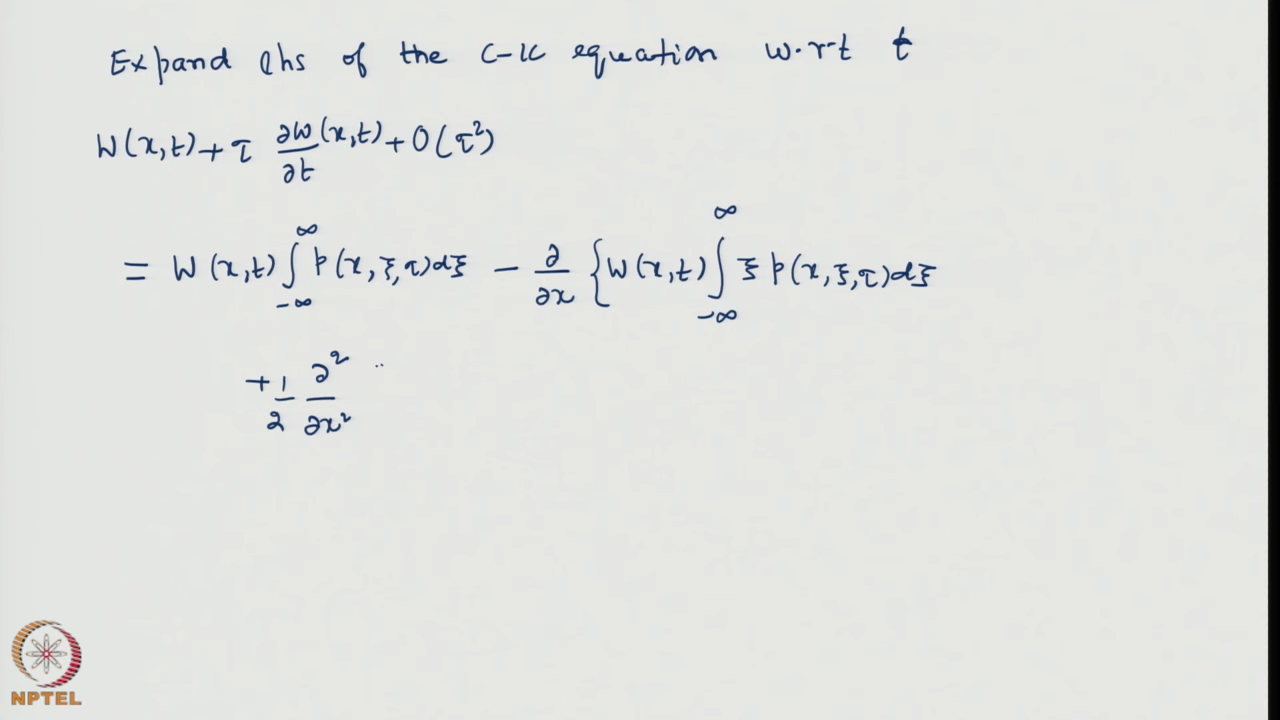 Expand lhs of the C-K equation w.r.t t
W(x,t) + τ ∂W(x,t)/∂t + O(τ²)
= W(x,t) ∫_{-∞}^{∞} p(x,ξ,τ)dξ - ∂/∂x { W(x,t) ∫_{-∞}^{∞} ξ p(x,ξ,τ)dξ
+ 1/2 ∂²/∂x²
NPTEL